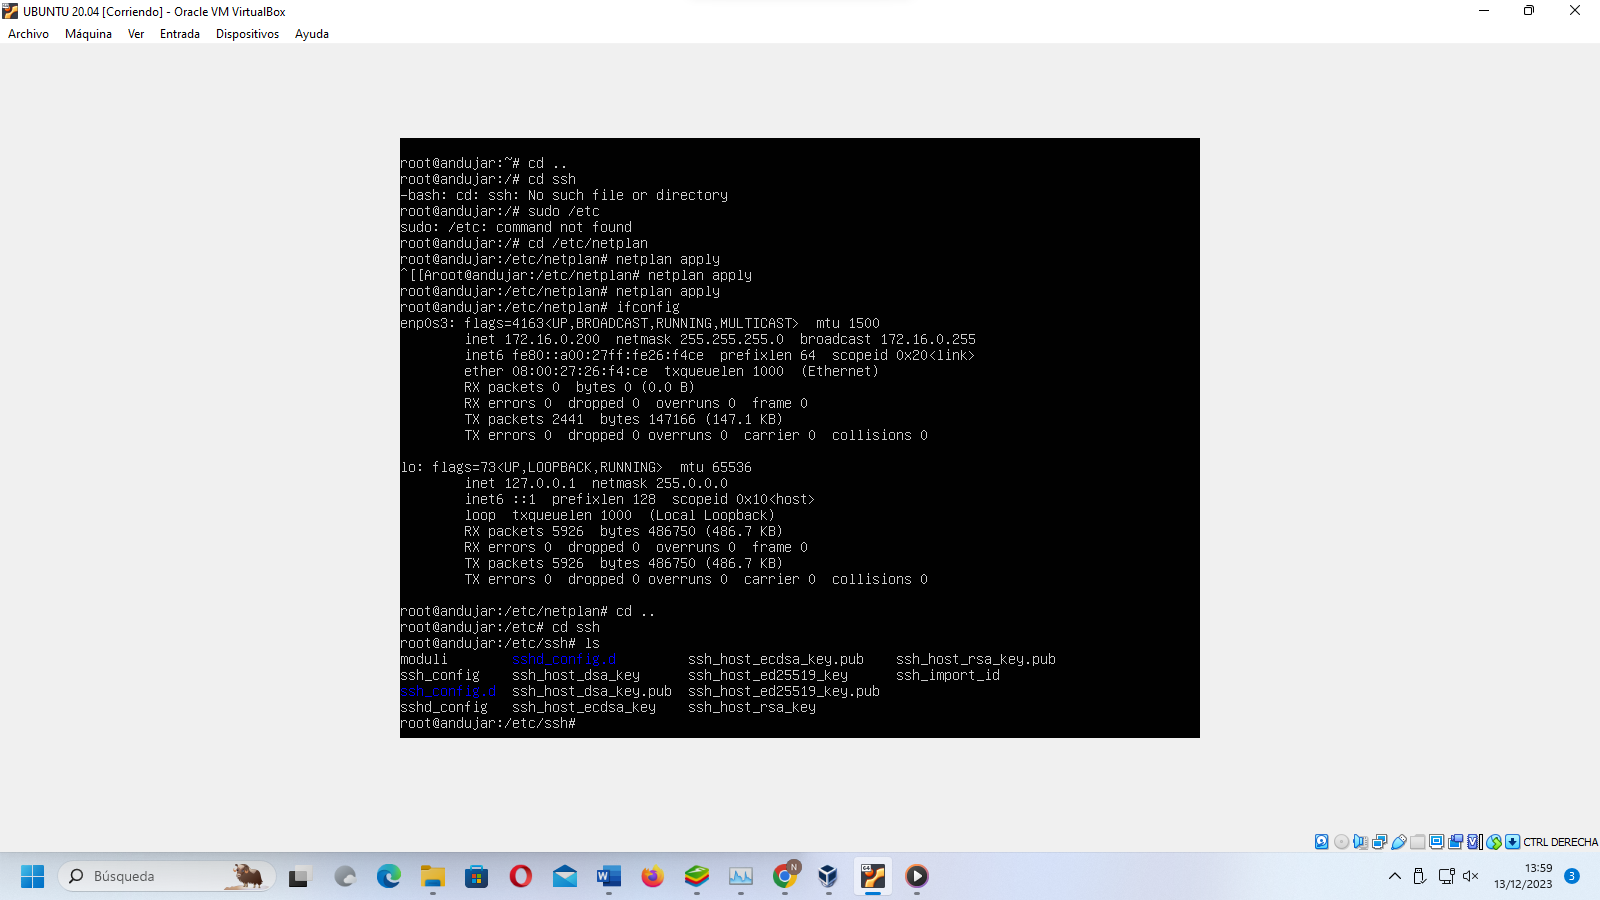 UBUNTU 20.04 [Corriendo] - Oracle VM VirtualBox
Archivo Máquina Ver Entrada Dispositivos Ayuda
root@andujar:~# cd ..
root@andujar:/# cd ssh
-bash: cd: ssh: No such file or directory
root@andujar:/# sudo /etc
sudo: /etc: command not found
root@andujar:/# cd /etc/netplan
root@andujar:/etc/netplan# netplan apply
^[[Aroot@andujar:/etc/netplan# netplan apply
root@andujar:/etc/netplan# netplan apply
root@andujar:/etc/netplan# ifconfig
enp0s3: flags=4163<UP,BROADCAST,RUNNING,MULTICAST>  mtu 1500
        inet 172.16.0.200  netmask 255.255.255.0  broadcast 172.16.0.255
        inet6 fe80::a00:27ff:fe26:f4ce  prefixlen 64  scopeid 0x20<link>
        ether 08:00:27:26:f4:ce  txqueuelen 1000  (Ethernet)
        RX packets 0  bytes 0 (0.0 B)
        RX errors 0  dropped 0  overruns 0  frame 0
        TX packets 2441  bytes 147166 (147.1 KB)
        TX errors 0  dropped 0 overruns 0  carrier 0  collisions 0
lo: flags=73<UP,LOOPBACK,RUNNING>  mtu 65536
        inet 127.0.0.1  netmask 255.0.0.0
        inet6 ::1  prefixlen 128  scopeid 0x10<host>
        loop  txqueuelen 1000  (Local Loopback)
        RX packets 5926  bytes 486750 (486.7 KB)
        RX errors 0  dropped 0  overruns 0  frame 0
        TX packets 5926  bytes 486750 (486.7 KB)
        TX errors 0  dropped 0 overruns 0  carrier 0  collisions 0
root@andujar:/etc/netplan# cd ..
root@andujar:/etc# cd ssh
root@andujar:/etc/ssh# ls
moduli        sshd_config.d         ssh_host_ecdsa_key.pub    ssh_host_rsa_key.pub
ssh_config    ssh_host_dsa_key      ssh_host_ed25519_key      ssh_import_id
ssh_config.d  ssh_host_dsa_key.pub  ssh_host_ed25519_key.pub
sshd_config   ssh_host_ecdsa_key    ssh_host_rsa_key
root@andujar:/etc/ssh#
CTRL DERECHA
Búsqueda
N
13:59
13/12/2023
3